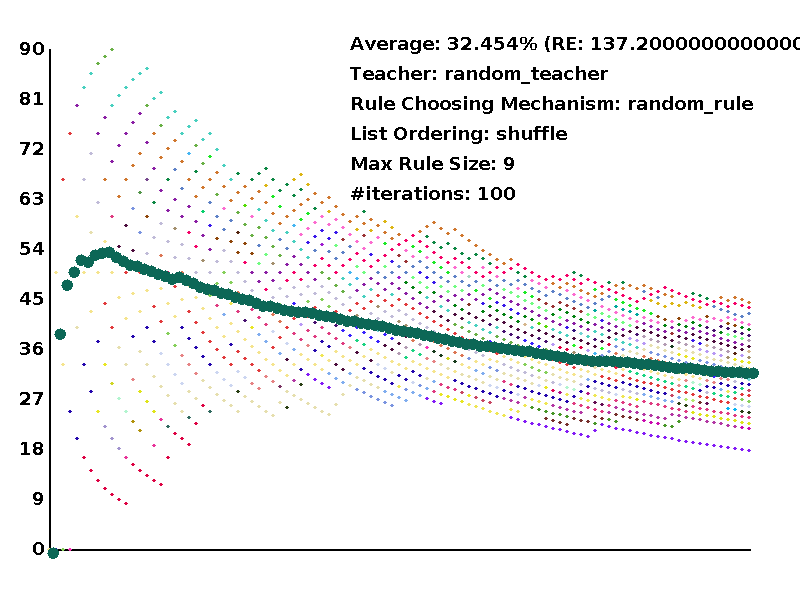 Average: 32.454% (RE: 137.2000000000000
Teacher: random_teacher
Rule Choosing Mechanism: random_rule
List Ordering: shuffle
Max Rule Size: 9
#iterations: 100
90
81
72
63
54
45
36
27
18
9
0